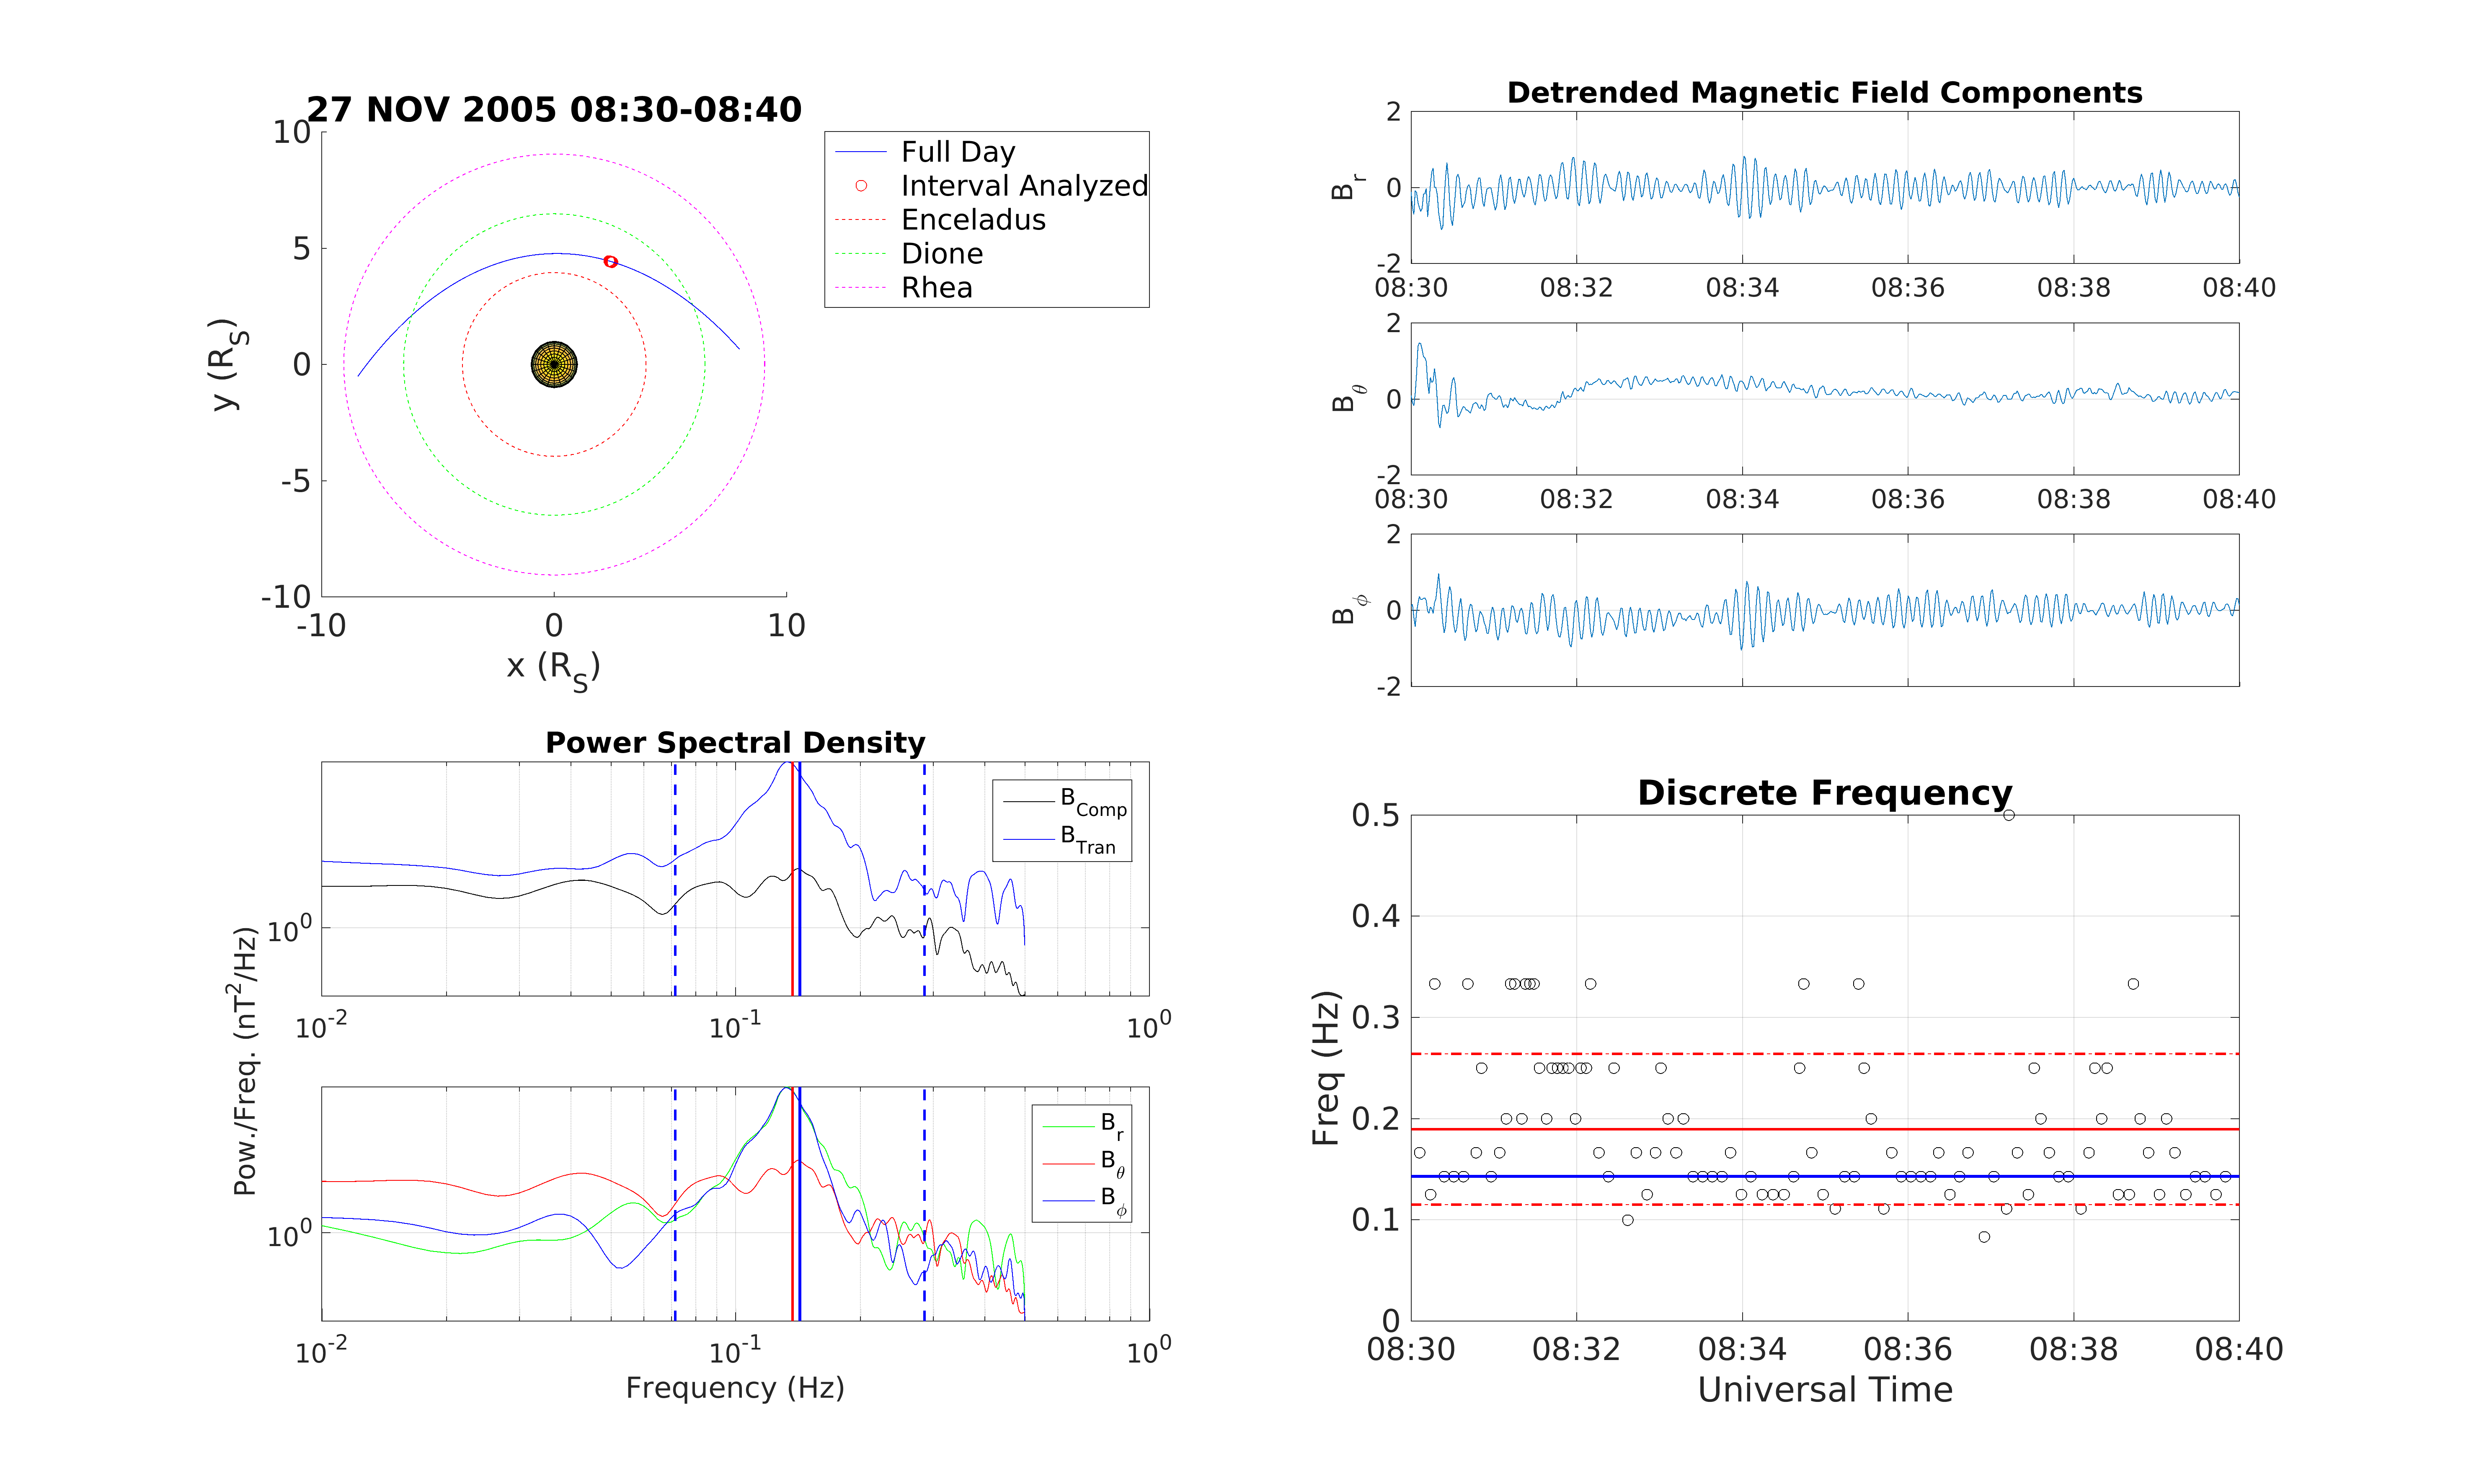 27 NOV 2005 08:30-08:40
10
5
0
-5
-10
-10 0 10
y (R_S)
x (R_S)
Full Day
Interval Analyzed
Enceladus
Dione
Rhea
Detrended Magnetic Field Components
2
0
-2
B_r
08:30 08:32 08:34 08:36 08:38 08:40
2
0
-2
B_θ
08:30 08:32 08:34 08:36 08:38 08:40
2
0
-2
B_ϕ
Power Spectral Density
B_Comp
B_Tran
10^0
10^-2 10^-1 10^0
Pow./Freq. (nT^2/Hz)
B_r
B_θ
B_ϕ
10^0
10^-2 10^-1 10^0
Frequency (Hz)
Discrete Frequency
0.5
0.4
0.3
0.2
0.1
0
Freq (Hz)
08:30 08:32 08:34 08:36 08:38 08:40
Universal Time